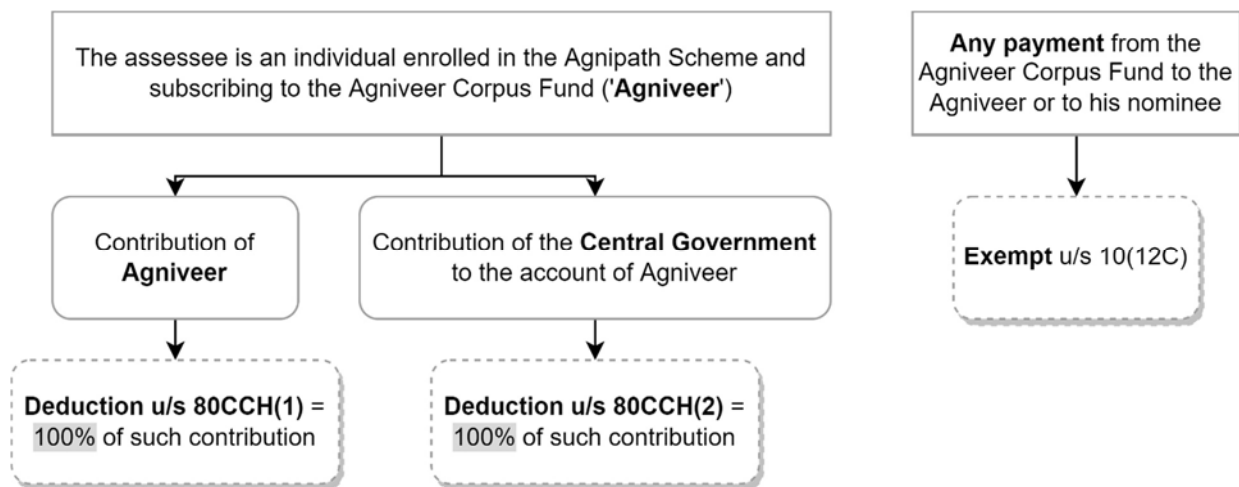 The assessee is an individual enrolled in the Agnipath Scheme and
subscribing to the Agniveer Corpus Fund ('Agniveer')
Any payment from the
Agniveer Corpus Fund to the
Agniveer or to his nominee
Contribution of
Agniveer
Contribution of the Central Government
to the account of Agniveer
Exempt u/s 10(12C)
Deduction u/s 80CCH(1) =
100% of such contribution
Deduction u/s 80CCH(2) =
100% of such contribution